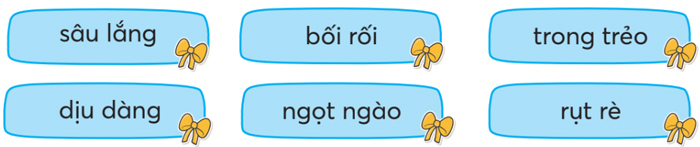 sâu lắng bối rối trong trẻo
dịu dàng ngọt ngào rụt rè